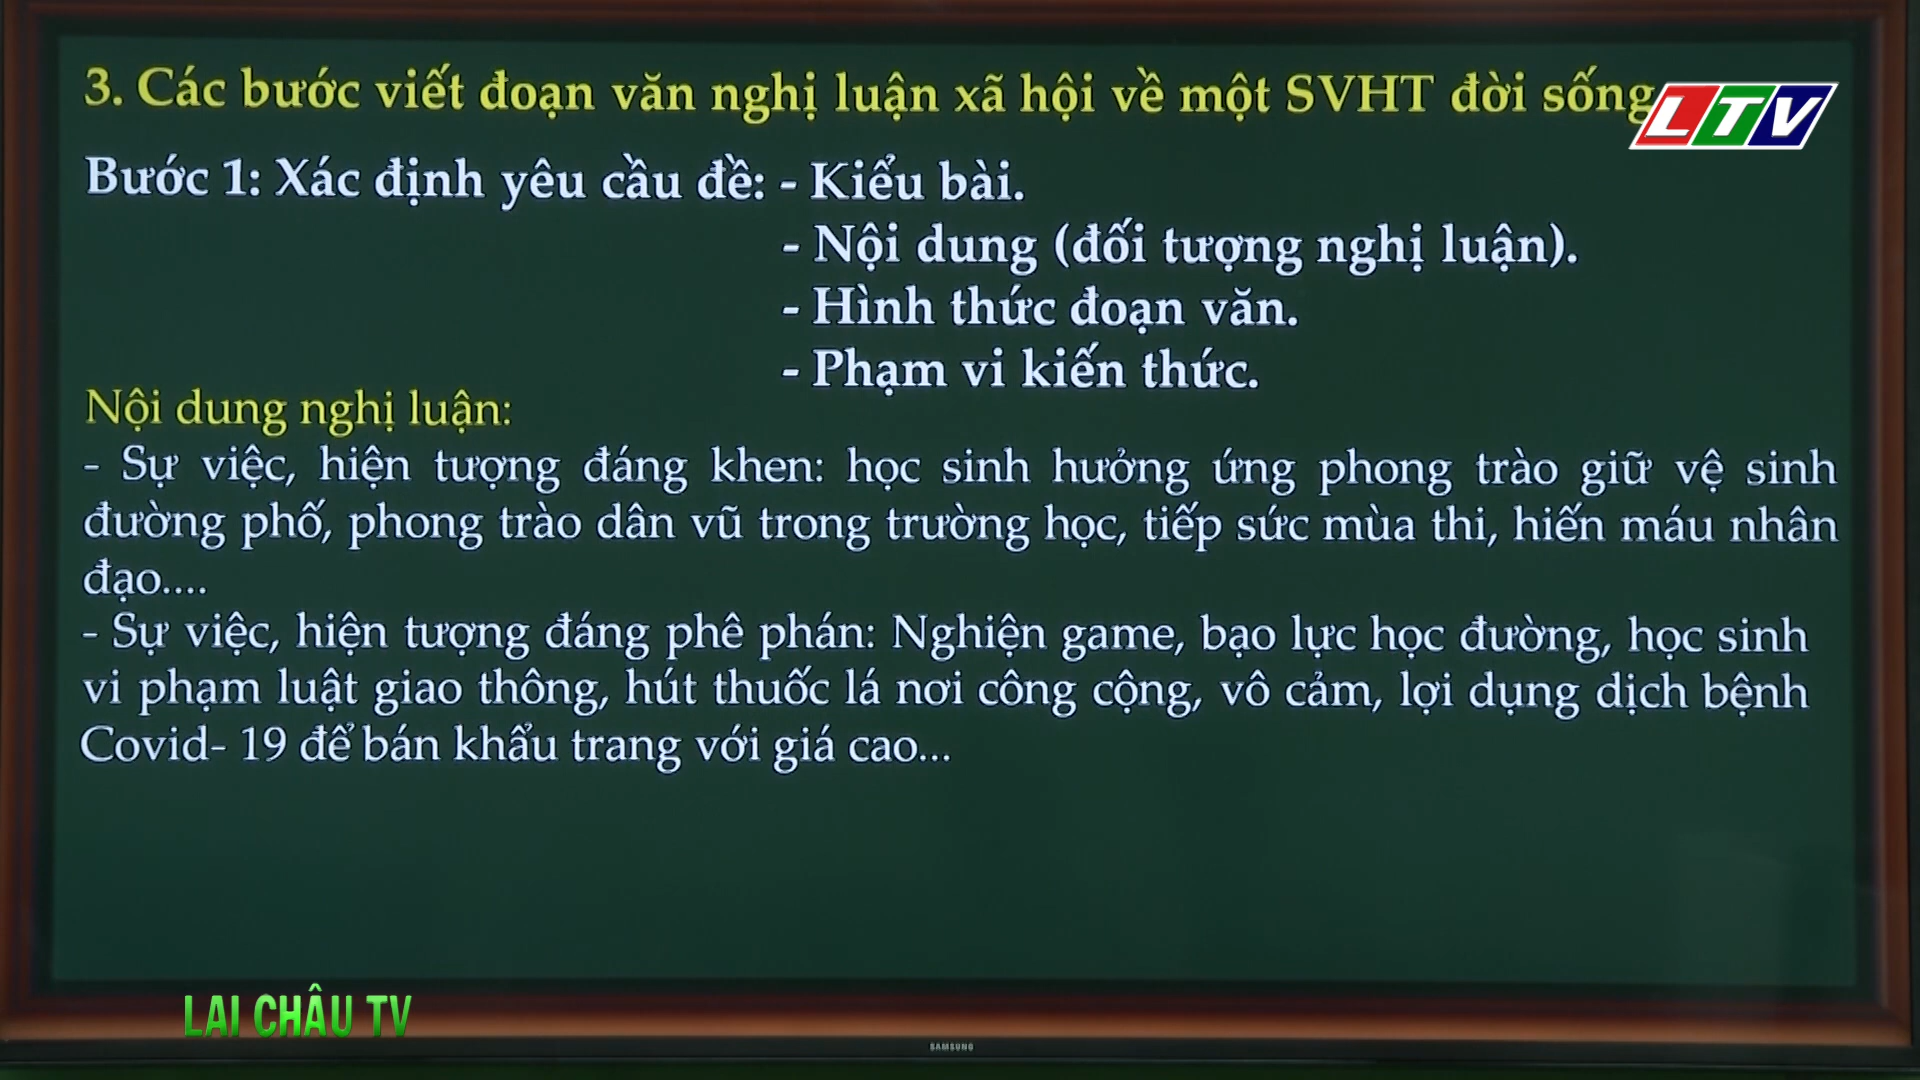 3. Các bước viết đoạn văn nghị luận xã hội về một SVHT đời sống
LTV
Bước 1: Xác định yêu cầu đề: - Kiểu bài.
- Nội dung (đối tượng nghị luận).
- Hình thức đoạn văn.
- Phạm vi kiến thức.
Nội dung nghị luận:
- Sự việc, hiện tượng đáng khen: học sinh hưởng ứng phong trào giữ vệ sinh
đường phố, phong trào dân vũ trong trường học, tiếp sức mùa thi, hiến máu nhân
đạo....
- Sự việc, hiện tượng đáng phê phán: Nghiện game, bạo lực học đường, học sinh
vi phạm luật giao thông, hút thuốc lá nơi công cộng, vô cảm, lợi dụng dịch bệnh
Covid- 19 để bán khẩu trang với giá cao...
LAI CHÂU TV
SAMSUNG